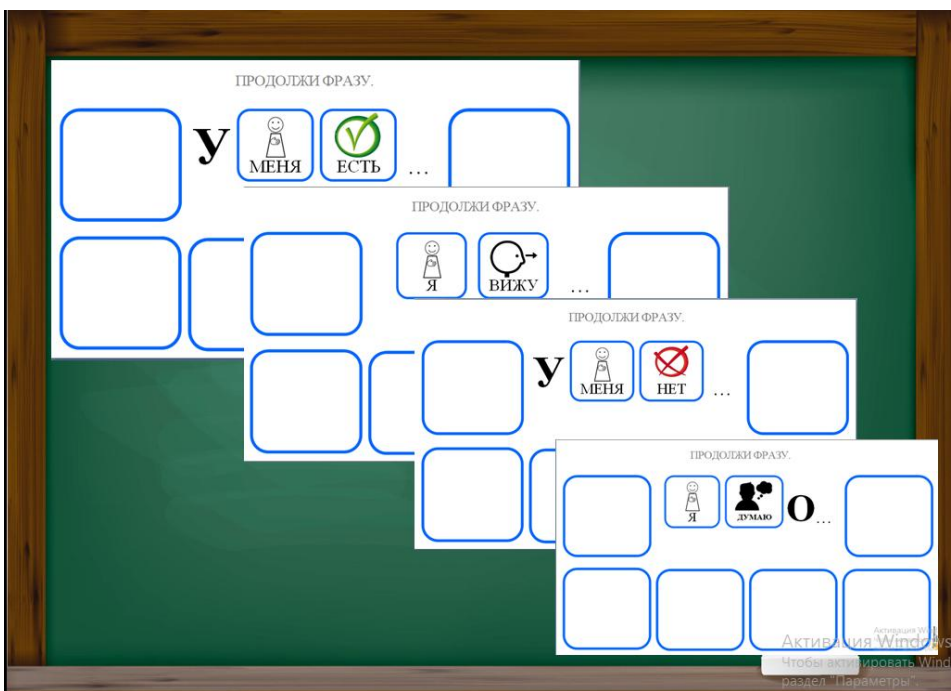 ПРОДОЛЖИ ФРАЗУ.
У МЕНЯ ЕСТЬ ...
ПРОДОЛЖИ ФРАЗУ.
Я ВИЖУ ...
ПРОДОЛЖИ ФРАЗУ.
У МЕНЯ НЕТ ...
ПРОДОЛЖИ ФРАЗУ.
Я ДУМАЮ О...
Активация Windows
Чтобы активировать Wind
раздел "Параметры".